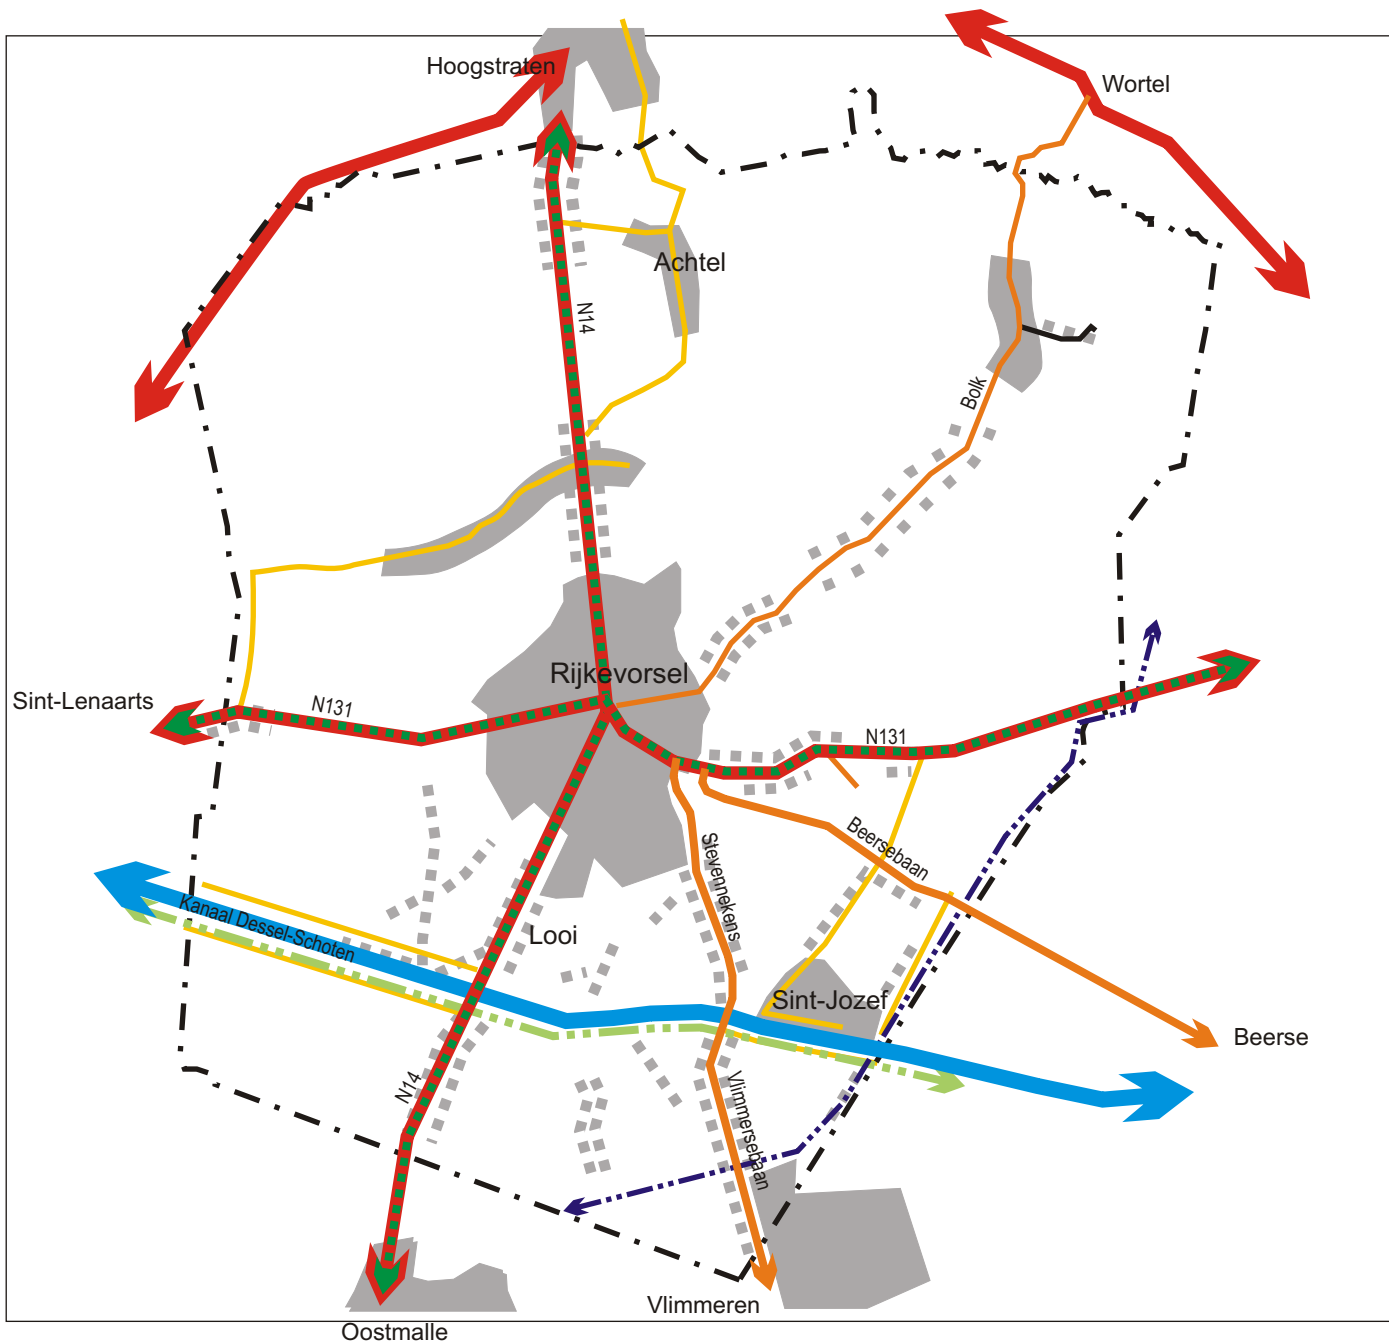 Hoogstraten
Wortel
Achtel
N14
Bolk
Rijkevorsel
Sint-Lenaarts
N131
N131
Beersebaan
Stevennekens
Kanaal Dessel-Schoten
Looi
Sint-Jozef
Beerse
N14
Vlimmersebaan
Vlimmeren
Oostmalle